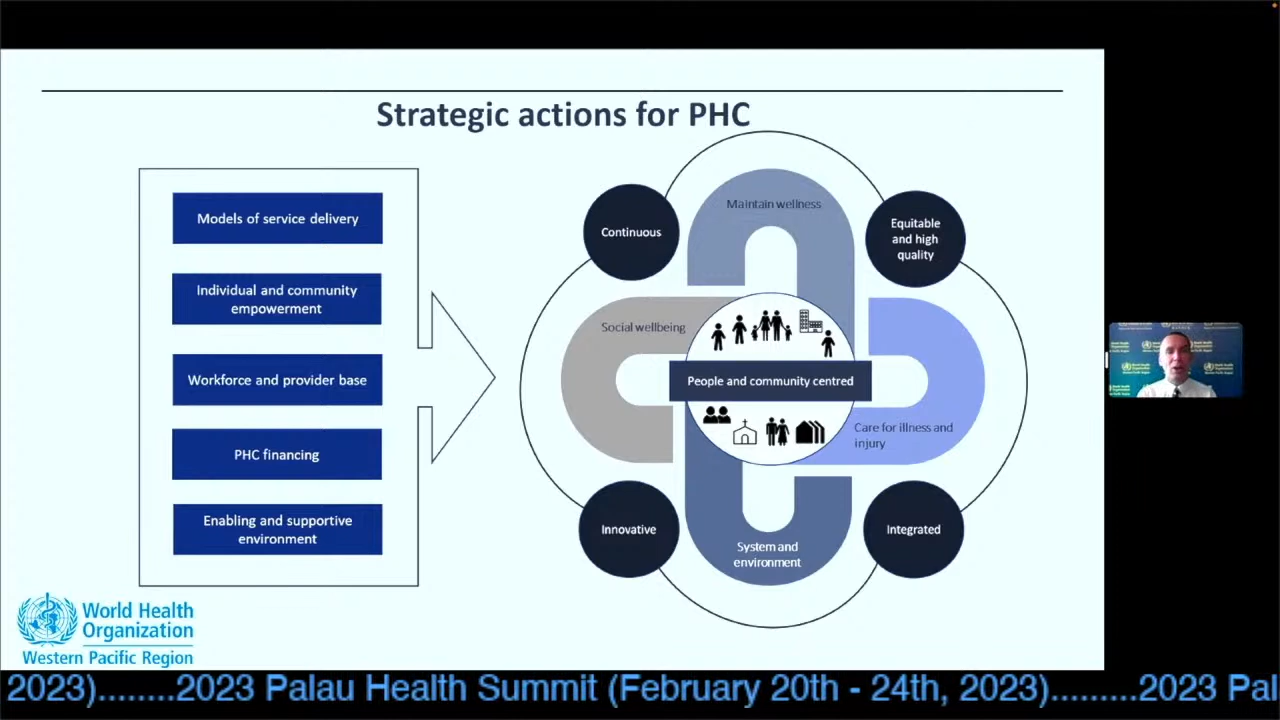 Strategic actions for PHC
Models of service delivery
Individual and community
empowerment
Workforce and provider base
PHC financing
Enabling and supportive
environment
Maintain wellness
Continuous
Equitable
and high
quality
Social wellbeing
People and community centred
Care for illness and
injury
Innovative
System and
environment
Integrated
World Health
Organization
Western Pacific Region
2023)........2023 Palau Health Summit (February 20th - 24th, 2023).........2023 Pal